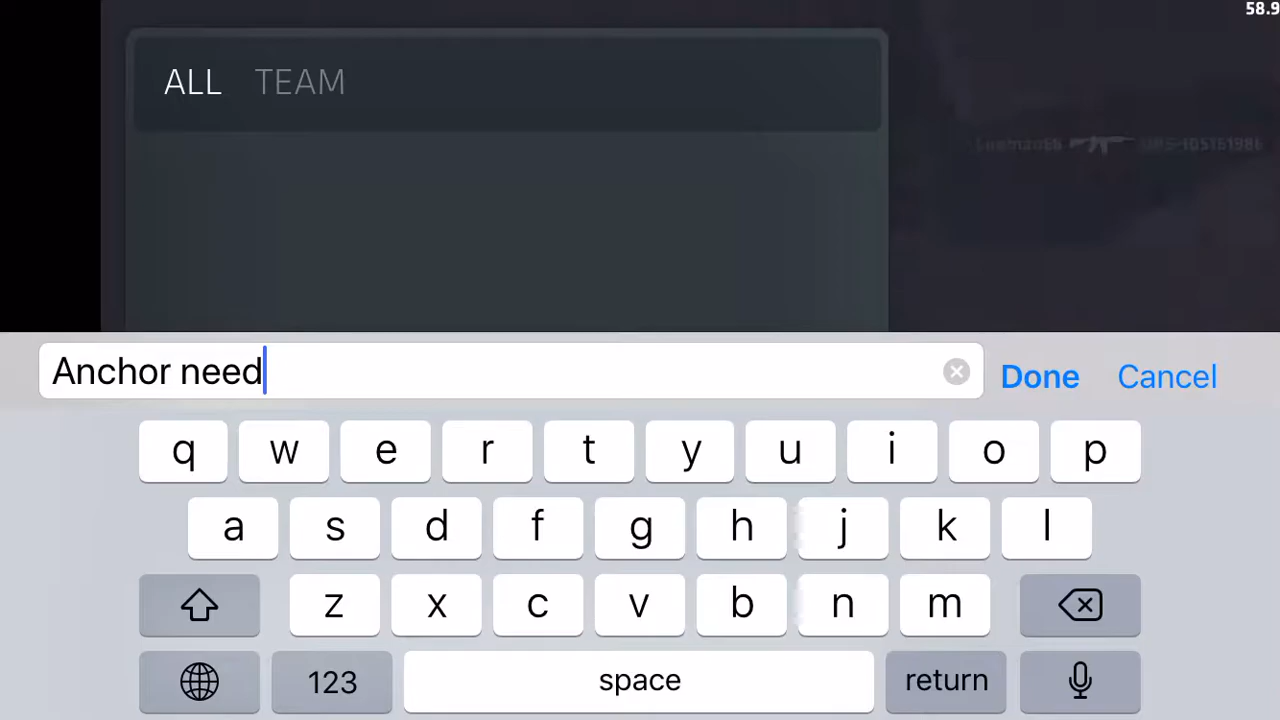 58.9
ALL TEAM
Anchor need
Done Cancel
q w e r t y u i o p
a s d f g h j k l
z x c v b n m
123 space return